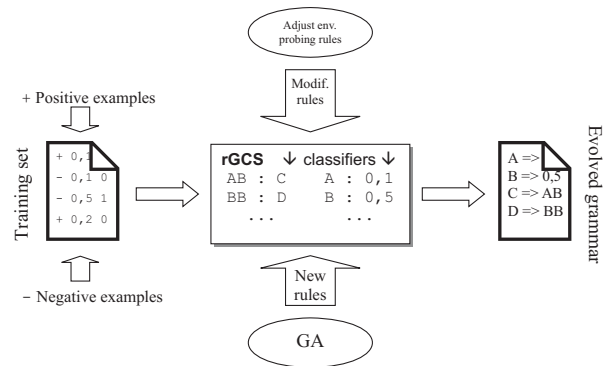 Adjust env.
probing rules
Modif.
rules
+ Positive examples
Training set
+ 0,1
- 0,1 0
- 0,5 1
+ 0,2 0
− Negative examples
rGCS ↓ classifiers ↓
AB : C A : 0,1
BB : D B : 0,5
... ...
New
rules
GA
A =>
B => 0,5
C => AB
D => BB
Evolved grammar